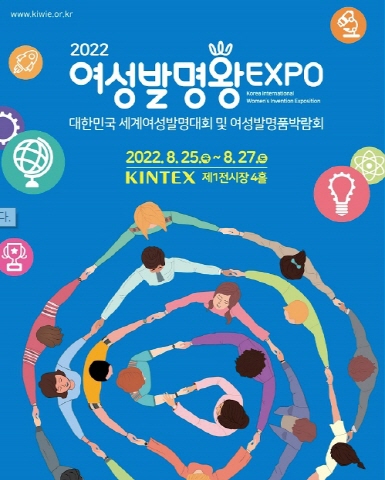 www.kiwie.or.kr
2022
여성발명왕EXPO
Korea International
Women's Invention Exposition
대한민국 세계여성발명대회 및 여성발명품박람회
2022. 8. 25.목 ~ 8. 27.토
KINTEX 제1전시장 4홀
다.